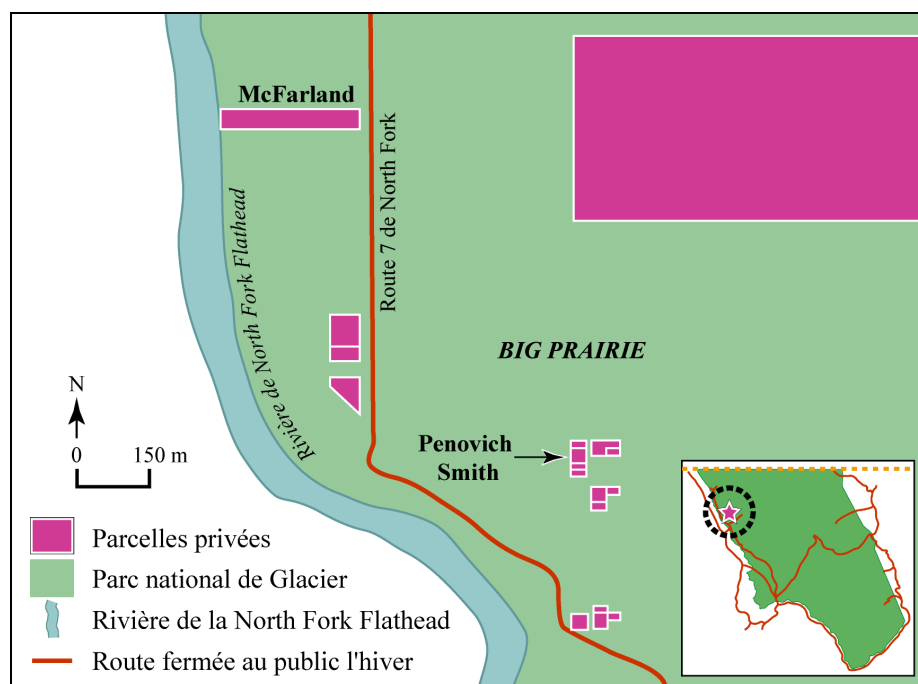 McFarland
Route 7 de North Fork
Rivière de North Fork Flathead
BIG PRAIRIE
N
0 150 m
Penovich
Smith
Parcelles privées
Parc national de Glacier
Rivière de la North Fork Flathead
Route fermée au public l'hiver